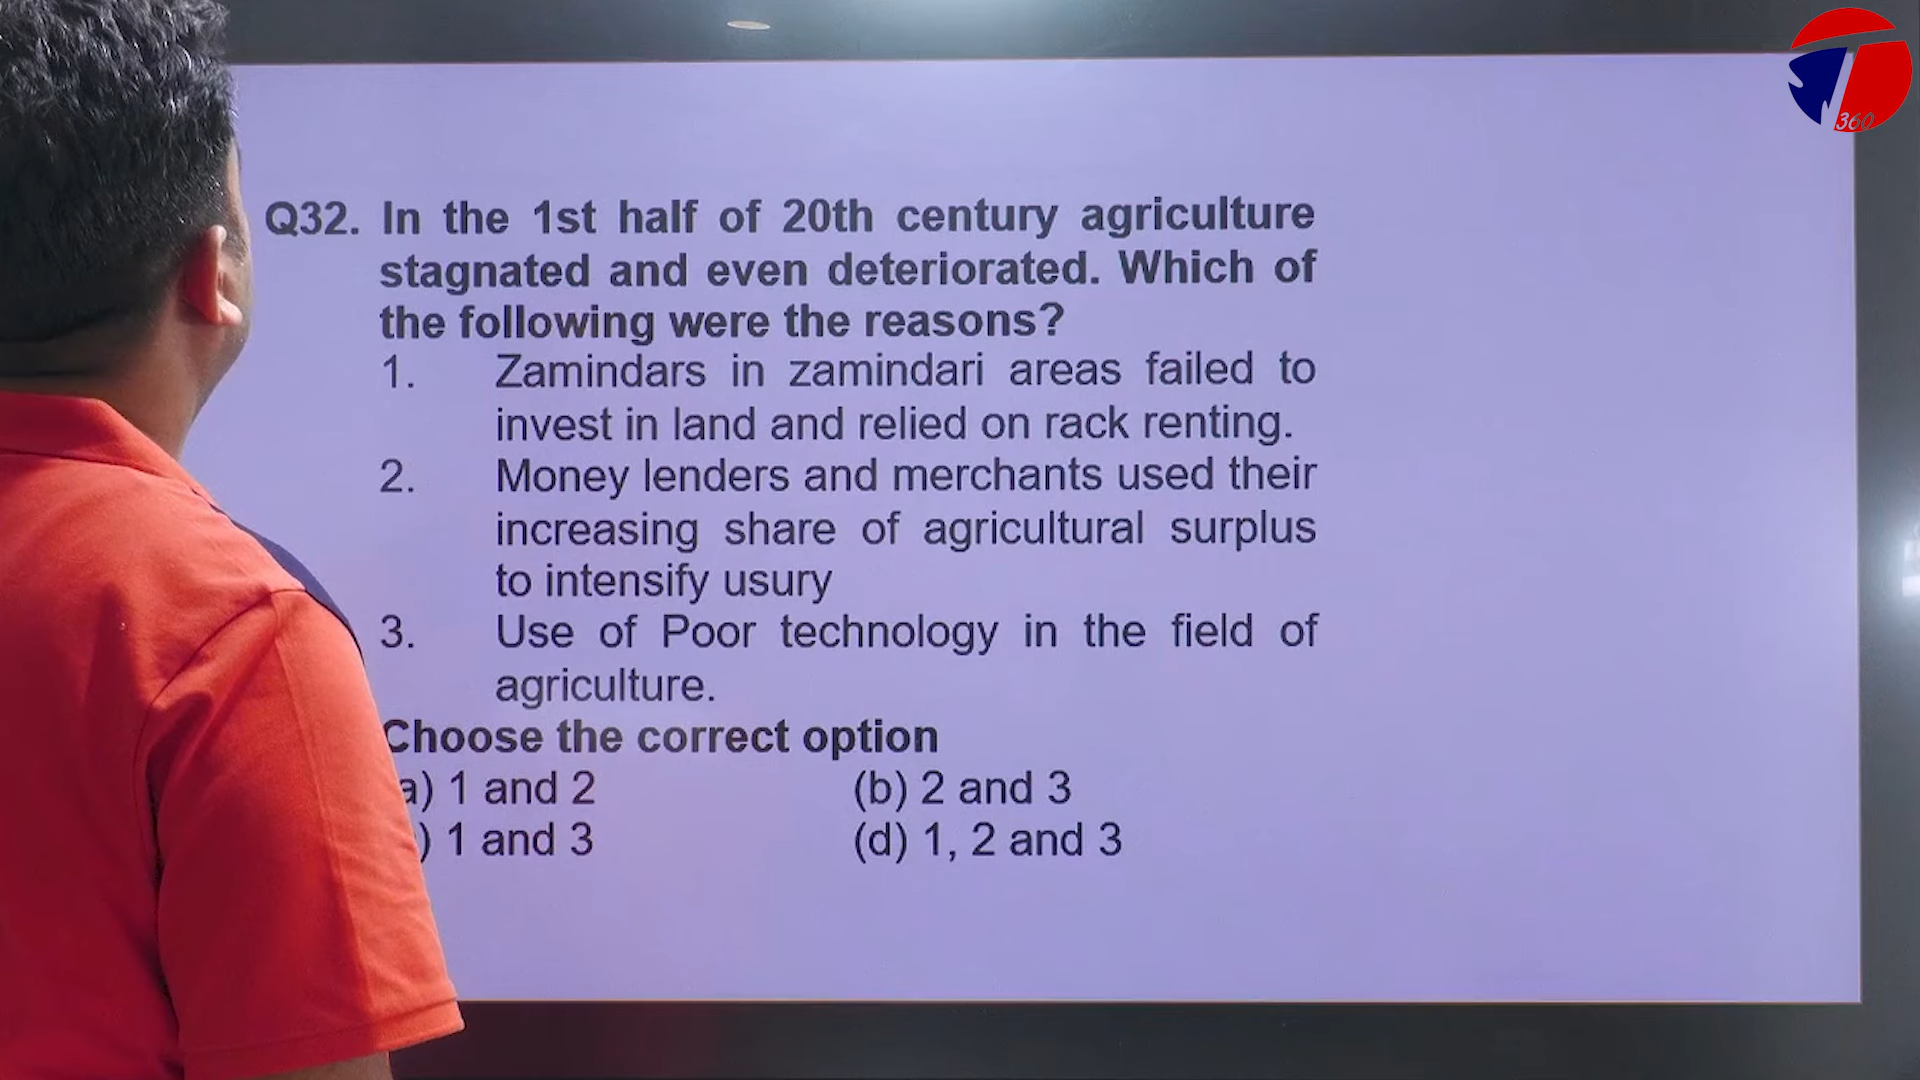 360
Q32. In the 1st half of 20th century agriculture
stagnated and even deteriorated. Which of
the following were the reasons?
1. Zamindars in zamindari areas failed to
invest in land and relied on rack renting.
2. Money lenders and merchants used their
increasing share of agricultural surplus
to intensify usury
3. Use of Poor technology in the field of
agriculture.
Choose the correct option
a) 1 and 2 (b) 2 and 3
) 1 and 3 (d) 1, 2 and 3